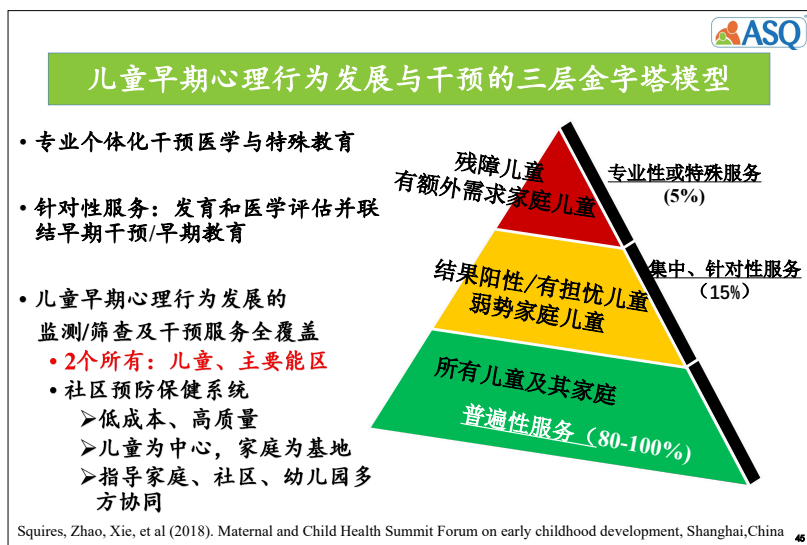 ASQ
儿童早期心理行为发展与干预的三层金字塔模型
• 专业个体化干预医学与特殊教育
• 针对性服务：发育和医学评估并联
结早期干预/早期教育
• 儿童早期心理行为发展的
监测/筛查及干预服务全覆盖
• 2个所有：儿童、主要能区
• 社区预防保健系统
➢低成本、高质量
➢儿童为中心，家庭为基地
➢指导家庭、社区、幼儿园多
方协同
残障儿童
有额外需求家庭儿童
专业性或特殊服务
(5%)
结果阳性/有担忧儿童
弱势家庭儿童
集中、针对性服务
（15%）
所有儿童及其家庭
普遍性服务（80-100%)
Squires, Zhao, Xie, et al (2018). Maternal and Child Health Summit Forum on early childhood development, Shanghai,China